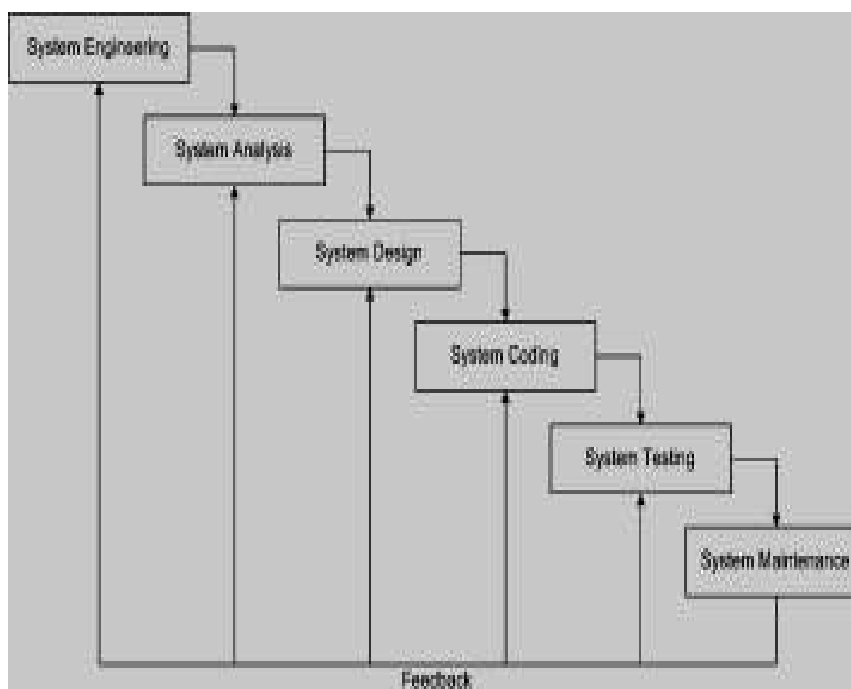 System Engineering
System Analysis
System Design
System Coding
System Testing
System Maintenance
Feedback